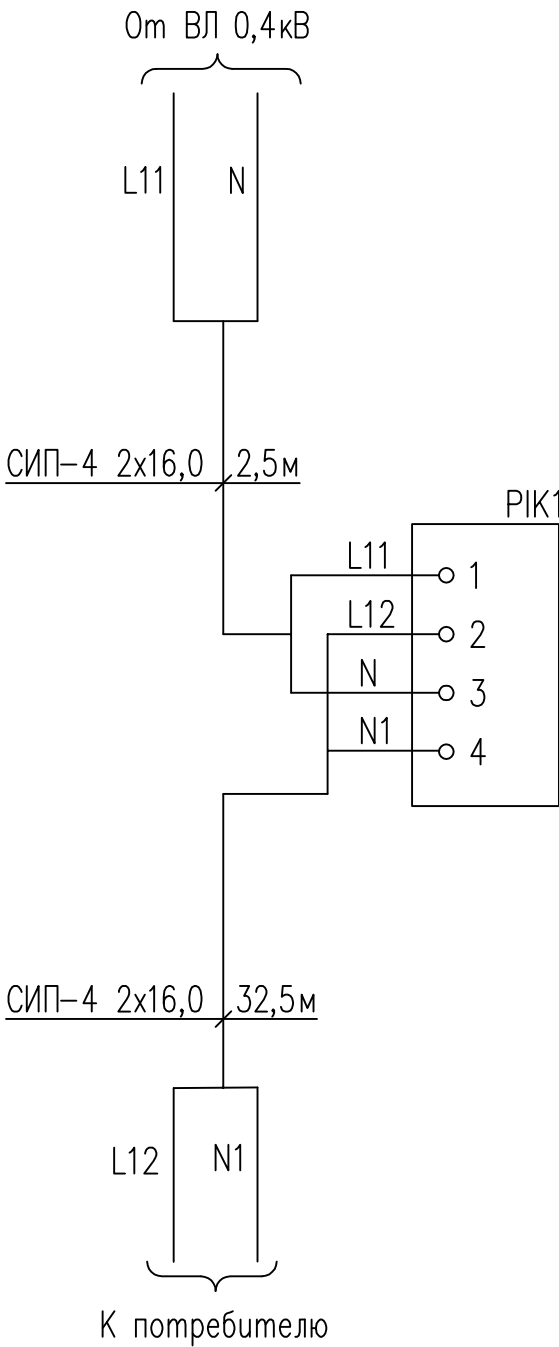 От ВЛ 0,4кВ
L11 N
СИП-4 2х16,0 2,5м
PIK1
L11 1
L12 2
N 3
N1 4
СИП-4 2х16,0 32,5м
L12 N1
К потребителю